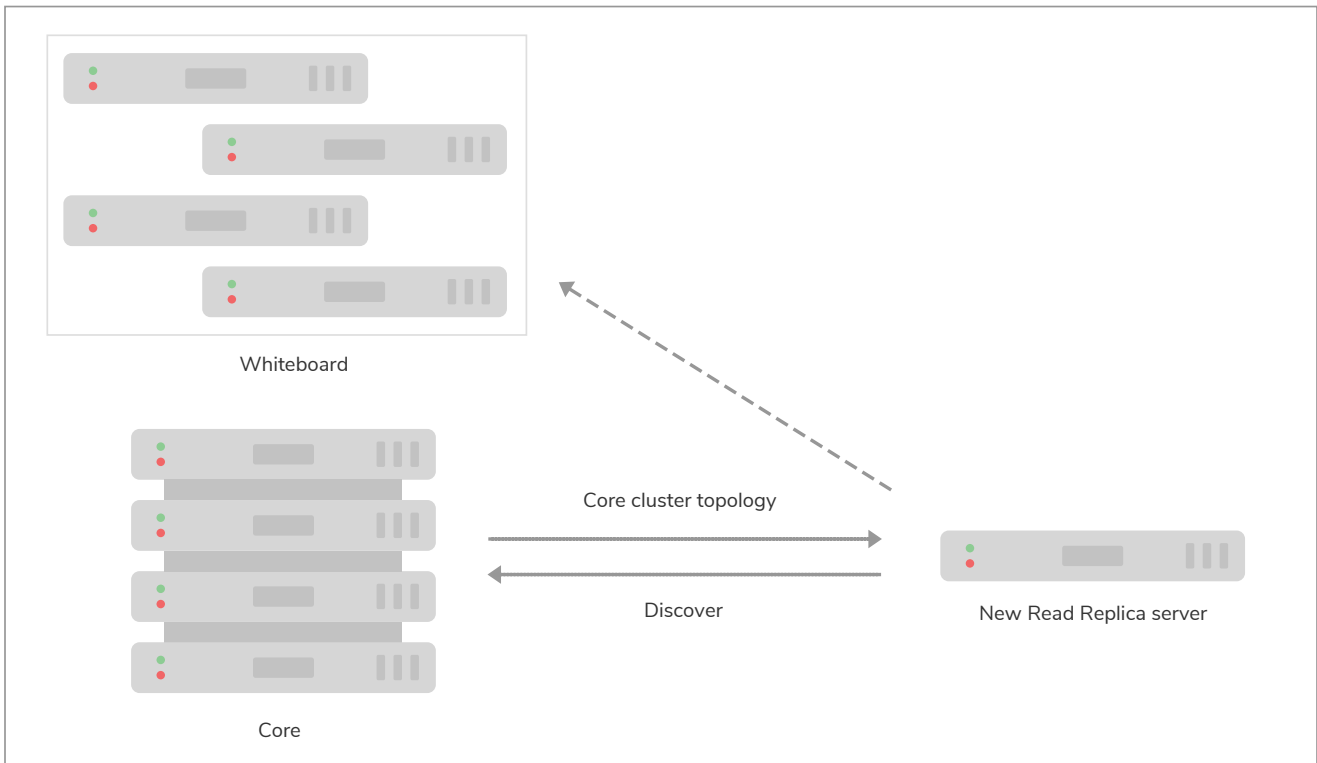 Whiteboard
Core cluster topology
Discover
New Read Replica server
Core